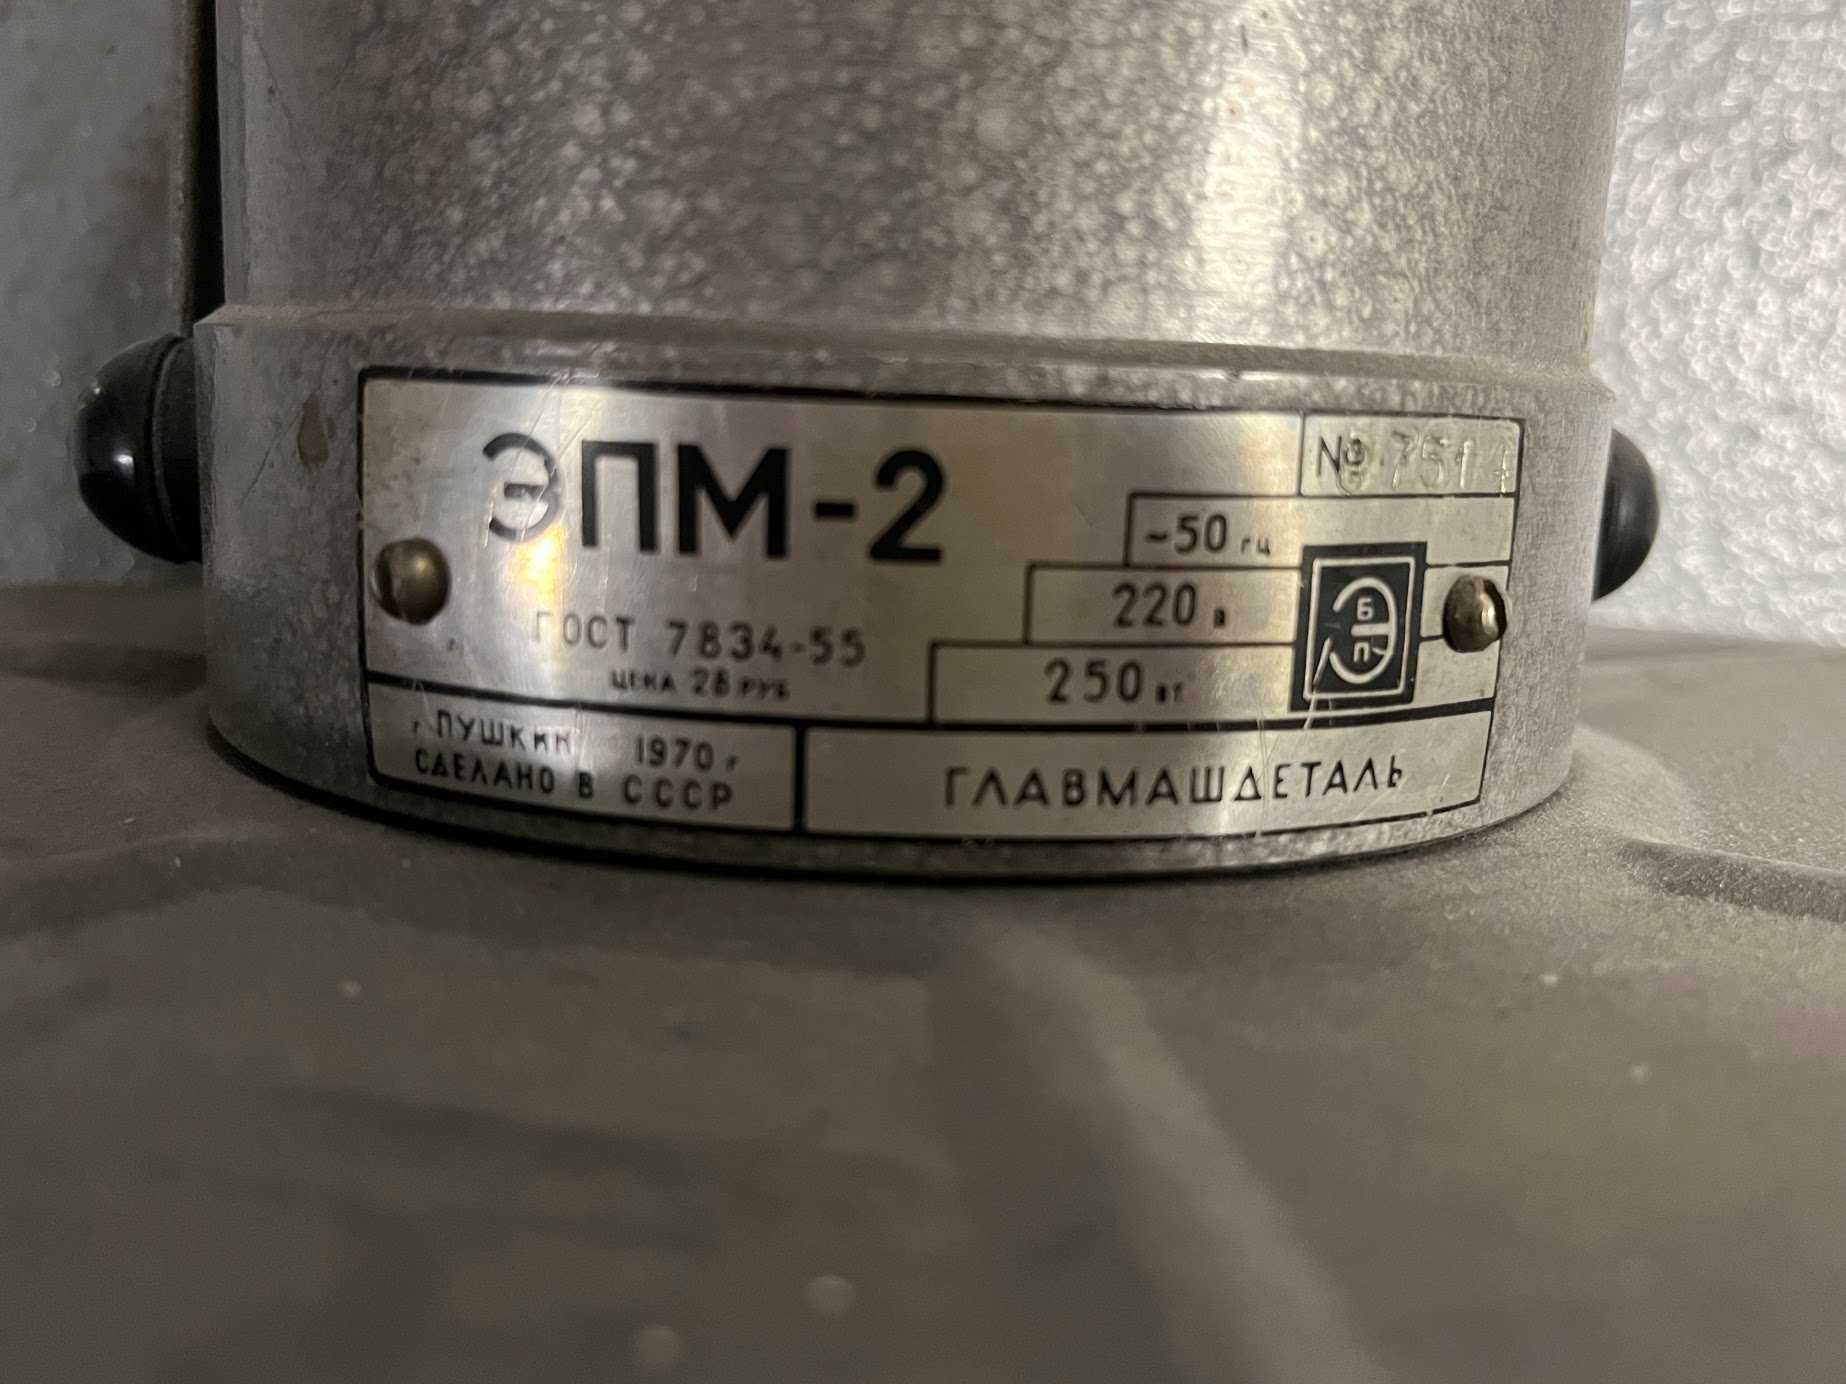 ЭПМ-2
№ 7514
~50 гц
220 в
250 вт
БЭП
ГОСТ 7834-55
ЦЕНА 28 РУБ
г ПУШКИН 1970 г
СДЕЛАНО В СССР
ГЛАВМАШДЕТАЛЬ